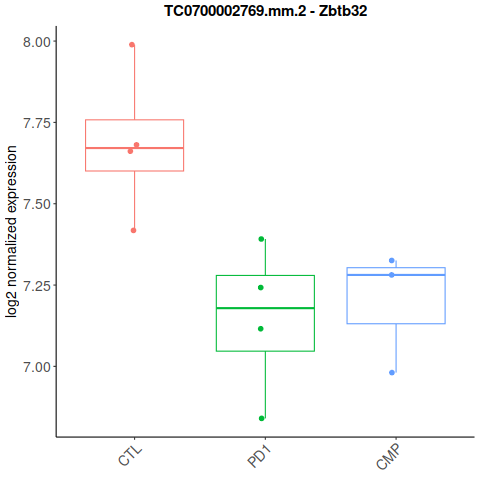 TC0700002769.mm.2 - Zbtb32
log2 normalized expression
8.00
7.75
7.50
7.25
7.00
CTL
PD1
CMP